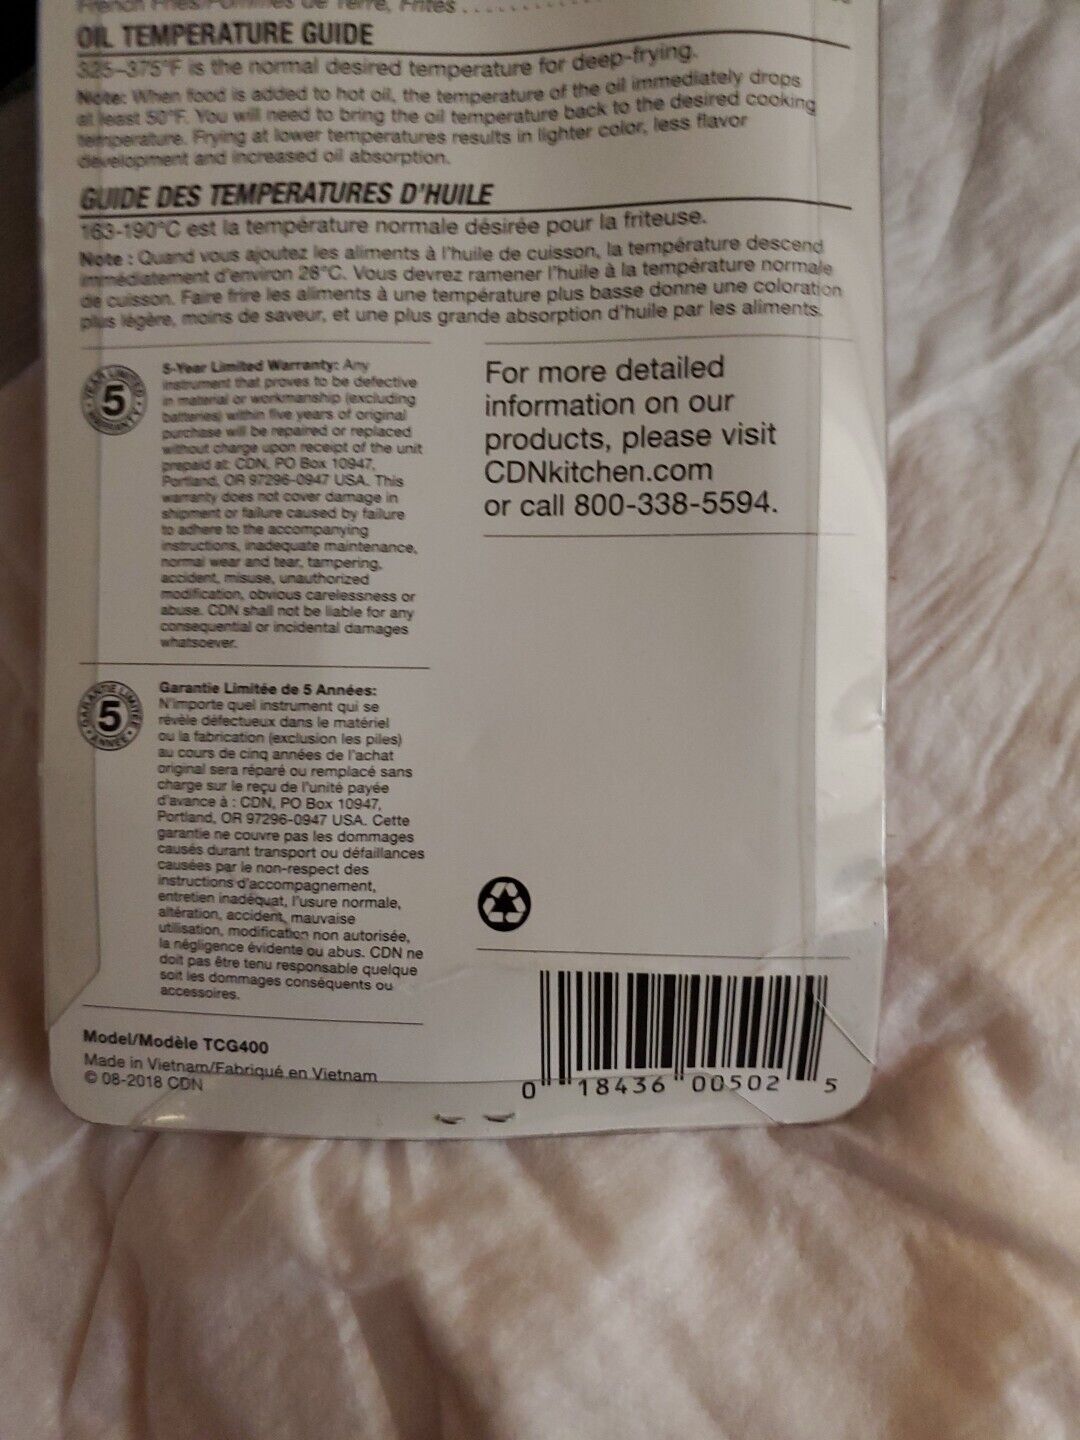 French Fries/Pommes de Terre, Frites ............
OIL TEMPERATURE GUIDE
325–375°F is the normal desired temperature for deep-frying.
Note: When food is added to hot oil, the temperature of the oil immediately drops
at least 50°F. You will need to bring the oil temperature back to the desired cooking
temperature. Frying at lower temperatures results in lighter color, less flavor
development and increased oil absorption.
GUIDE DES TEMPERATURES D'HUILE
163-190°C est la température normale désirée pour la friteuse.
Note : Quand vous ajoutez les aliments à l'huile de cuisson, la température descend
immédiatement d'environ 28°C. Vous devrez ramener l'huile à la température normale
de cuisson. Faire frire les aliments à une température plus basse donne une coloration
plus légère, moins de saveur, et une plus grande absorption d'huile par les aliments.
5 YEAR LIMITED WARRANTY
5-Year Limited Warranty: Any
instrument that proves to be defective
in material or workmanship (excluding
batteries) within five years of original
purchase will be repaired or replaced
without charge upon receipt of the unit
prepaid at: CDN, PO Box 10947,
Portland, OR 97296-0947 USA. This
warranty does not cover damage in
shipment or failure caused by failure
to adhere to the accompanying
instructions, inadequate maintenance,
normal wear and tear, tampering,
accident, misuse, unauthorized
modification, obvious carelessness or
abuse. CDN shall not be liable for any
consequential or incidental damages
whatsoever.
GARANTIE LIMITÉE 5 ANNÉE
Garantie Limitée de 5 Années:
N'importe quel instrument qui se
révèle défectueux dans le matériel
ou la fabrication (exclusion les piles)
au cours de cinq années de l'achat
original sera réparé ou remplacé sans
charge sur le reçu de l'unité payée
d'avance à : CDN, PO Box 10947,
Portland, OR 97296-0947 USA. Cette
garantie ne couvre pas les dommages
causés durant transport ou défaillances
causées par le non-respect des
instructions d'accompagnement,
entretien inadéquat, l'usure normale,
altération, accident, mauvaise
utilisation, modification non autorisée,
la négligence évidente ou abus. CDN ne
doit pas être tenu responsable quelque
soit les dommages conséquents ou
accessoires.
Model/Modèle TCG400
Made in Vietnam/Fabriqué en Vietnam
© 08-2018 CDN
For more detailed
information on our
products, please visit
CDNkitchen.com
or call 800-338-5594.
0 18436 00502 5